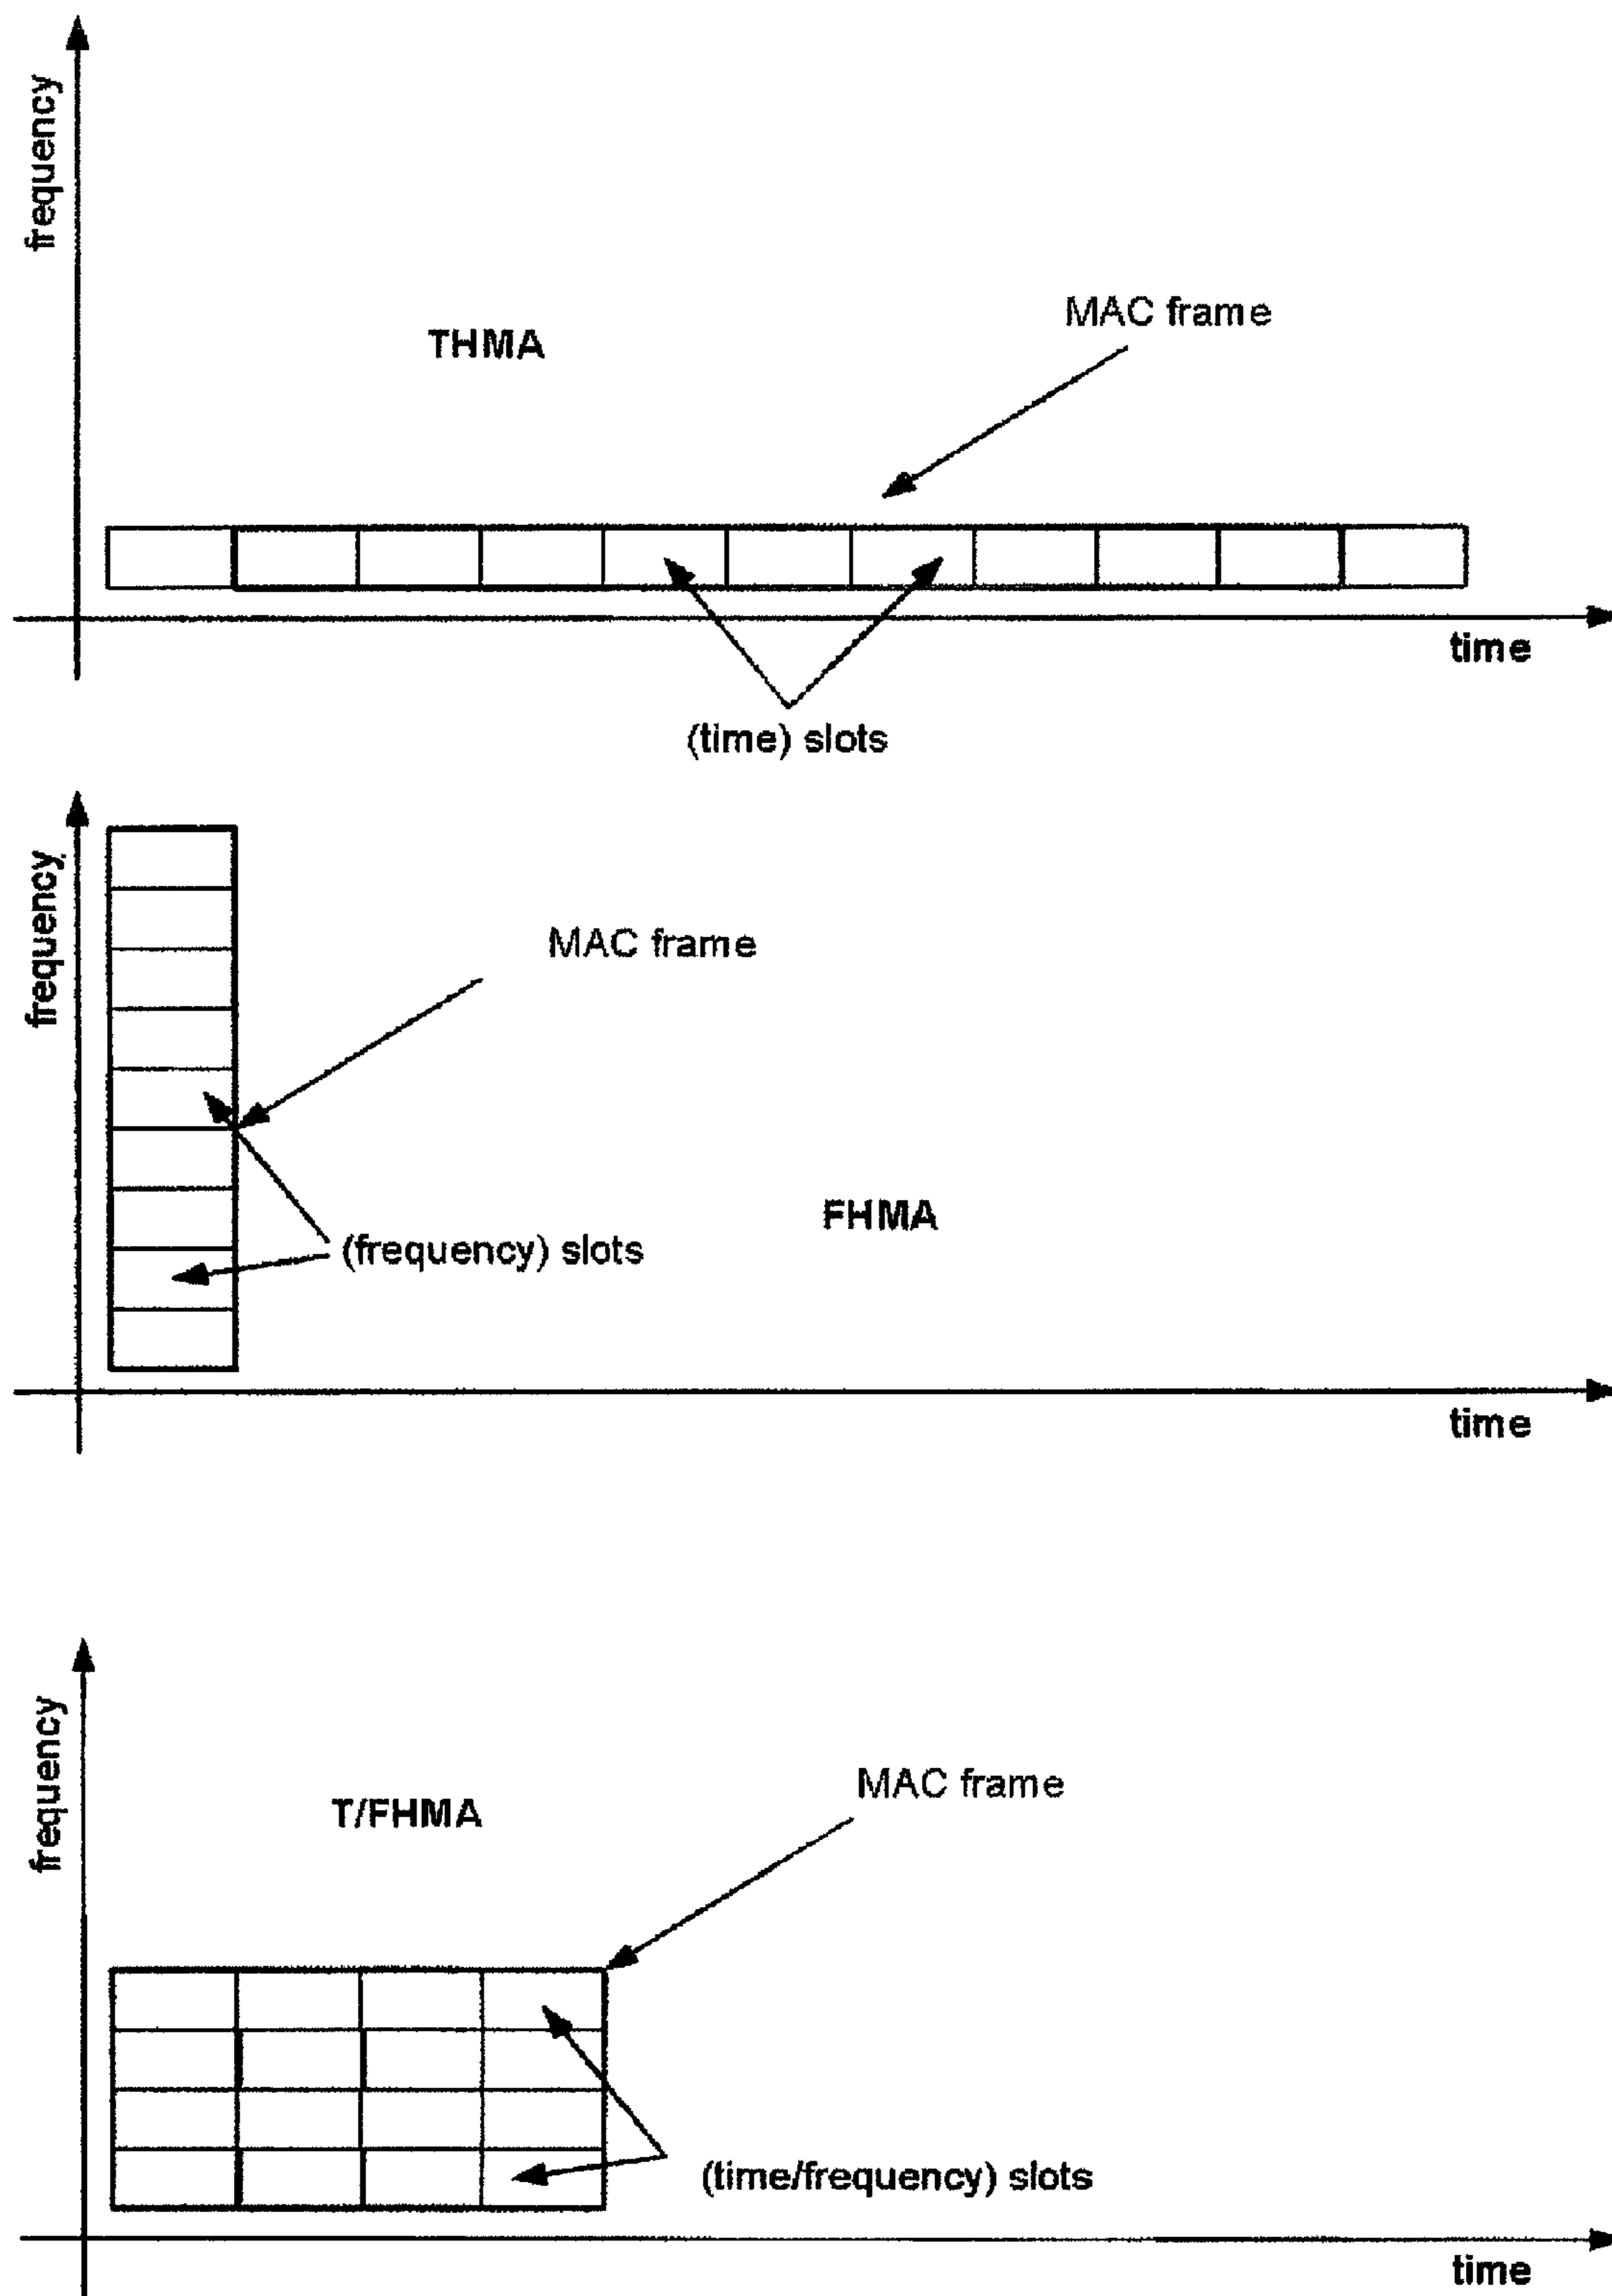 frequency
THMA
MAC frame
time
(time) slots
frequency
MAC frame
FHMA
(frequency) slots
time
frequency
T/FHMA
MAC frame
(time/frequency) slots
time